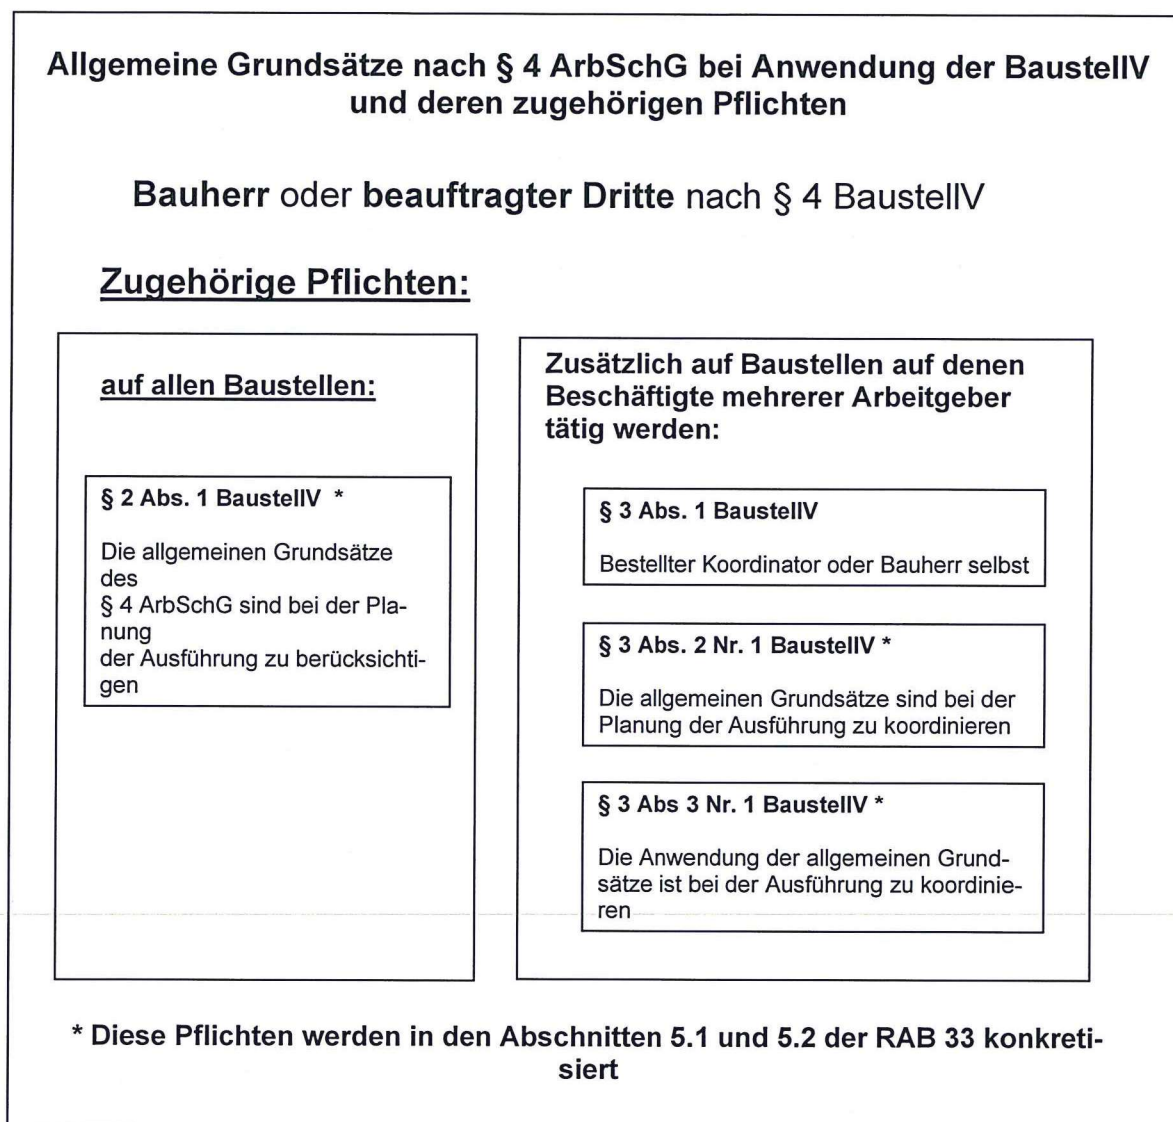 Allgemeine Grundsätze nach § 4 ArbSchG bei Anwendung der BaustellV
und deren zugehörigen Pflichten
Bauherr oder beauftragter Dritte nach § 4 BaustellV
Zugehörige Pflichten:
auf allen Baustellen:
§ 2 Abs. 1 BaustellV *
Die allgemeinen Grundsätze
des
§ 4 ArbSchG sind bei der Pla-
nung
der Ausführung zu berücksichti-
gen
Zusätzlich auf Baustellen auf denen
Beschäftigte mehrerer Arbeitgeber
tätig werden:
§ 3 Abs. 1 BaustellV
Bestellter Koordinator oder Bauherr selbst
§ 3 Abs. 2 Nr. 1 BaustellV *
Die allgemeinen Grundsätze sind bei der
Planung der Ausführung zu koordinieren
§ 3 Abs 3 Nr. 1 BaustellV *
Die Anwendung der allgemeinen Grund-
sätze ist bei der Ausführung zu koordinie-
ren
* Diese Pflichten werden in den Abschnitten 5.1 und 5.2 der RAB 33 konkreti-
siert